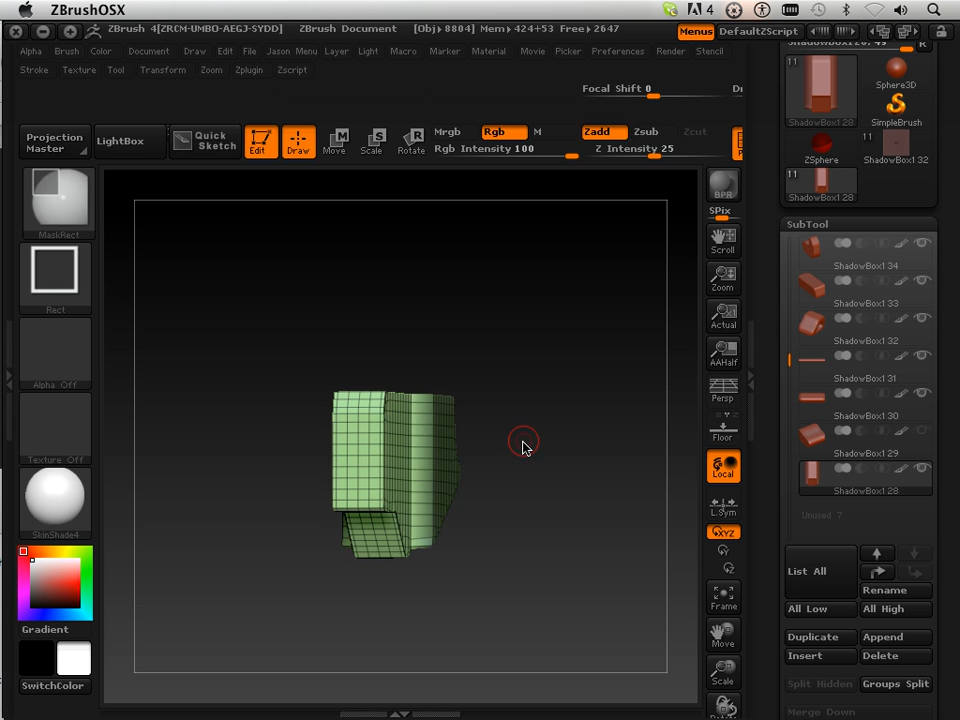 ZBrushOSX
4
ZBrush 4[ZRCM-UMBO-AEGJ-SYDD] ZBrush Document [Obj>8804] Mem>424+53 Free>2647 Menus DefaultZScript
Alpha Brush Color Document Draw Edit File Jason Menu Layer Light Macro Marker Material Movie Picker Preferences Render Stencil
Stroke Texture Tool Transform Zoom Zplugin Zscript
Focal Shift 0
Projection Master
LightBox
Quick Sketch
Edit
Draw
Move
Scale
Rotate
Mrgb Rgb M Zadd Zsub Zcut
Rgb Intensity 100 Z Intensity 25
MaskRect
Rect
Alpha Off
Texture Off
SkinShade4
Gradient
SwitchColor
BPR
SPix
Scroll
Zoom
Actual
AAHalf
Persp
Floor
Local
L.Sym
XYZ
Frame
Move
Scale
R
11
ShadowBox1 28
Sphere3D
SimpleBrush
ZSphere
11
ShadowBox1 32
11
ShadowBox1 28
SubTool
ShadowBox1 34
ShadowBox1 33
ShadowBox1 32
ShadowBox1 31
ShadowBox1 30
ShadowBox1 29
ShadowBox1 28
Unused 7
List All
Rename
All Low All High
Duplicate Append
Insert Delete
Split Hidden Groups Split
Merge Down